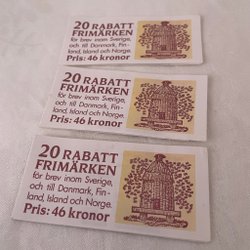 20 RABATT
FRIMÄRKEN
för brev inom Sverige,
och till Danmark, Fin-
land, Island och Norge.
Pris: 46 kronor
20 RABATT
FRIMÄRKEN
för brev inom Sverige,
och till Danmark, Fin-
land, Island och Norge.
Pris: 46 kronor
20 RABATT
FRIMÄRKEN
för brev inom Sverige,
och till Danmark, Fin-
land, Island och Norge.
Pris: 46 kronor